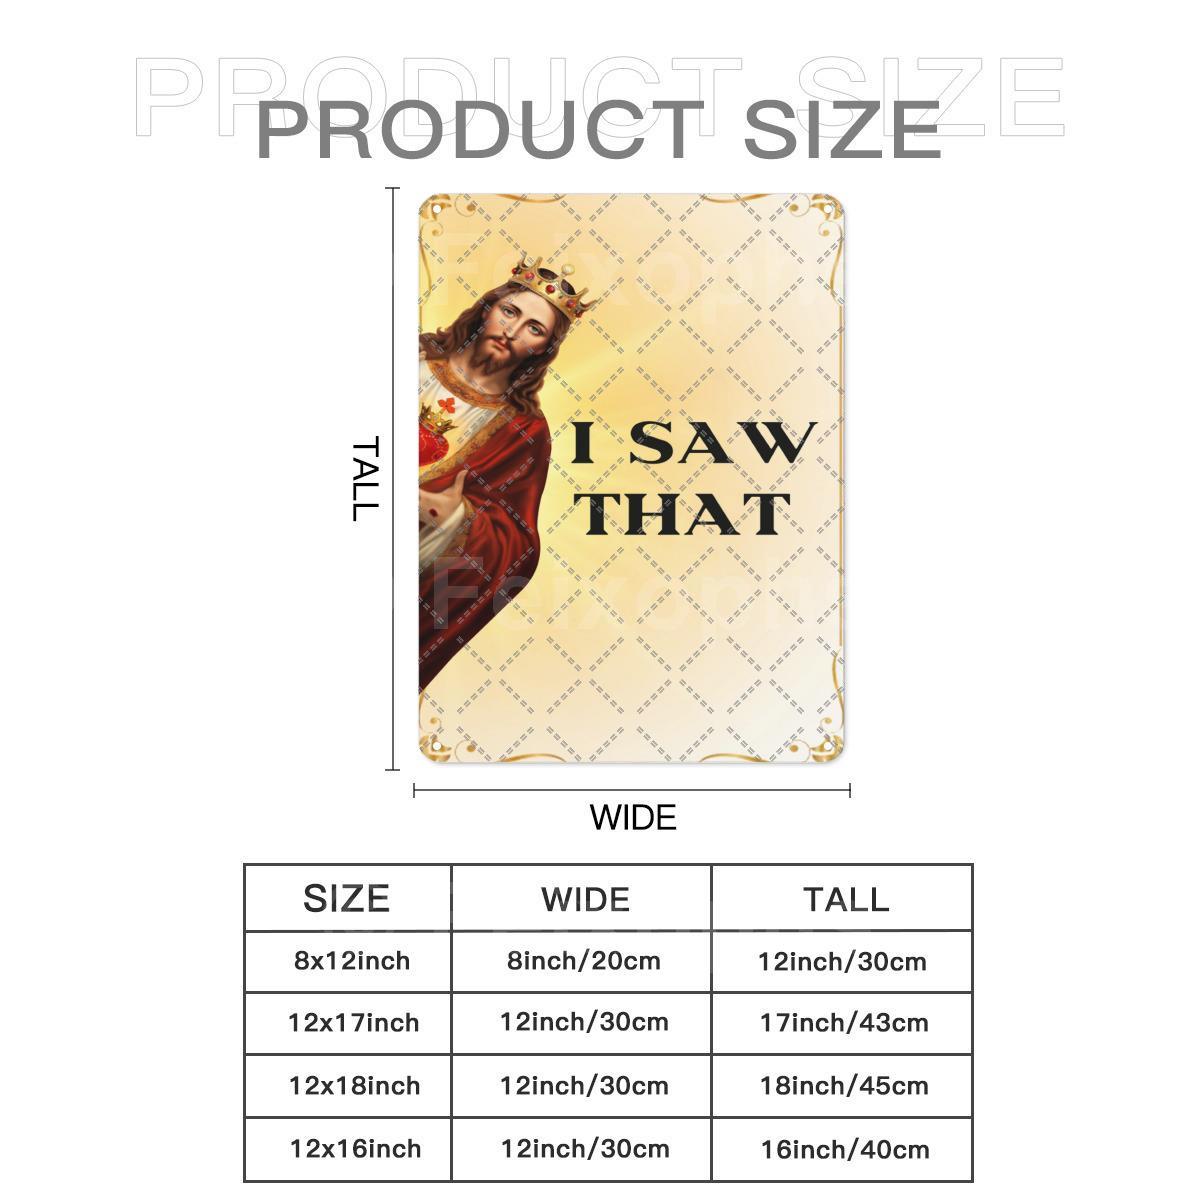 PRODUCT SIZE
PRODUCT SIZE
I SAW
THAT
TALL
WIDE
SIZE WIDE TALL
8x12inch 8inch/20cm 12inch/30cm
12x17inch 12inch/30cm 17inch/43cm
12x18inch 12inch/30cm 18inch/45cm
12x16inch 12inch/30cm 16inch/40cm